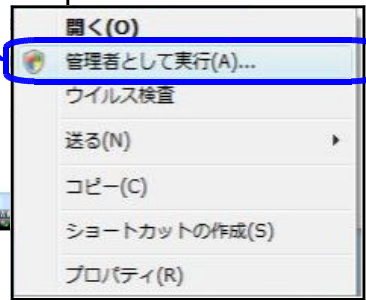 開く(O)
管理者として実行(A)...
ウイルス検査
送る(N)
コピー(C)
ショートカットの作成(S)
プロパティ(R)